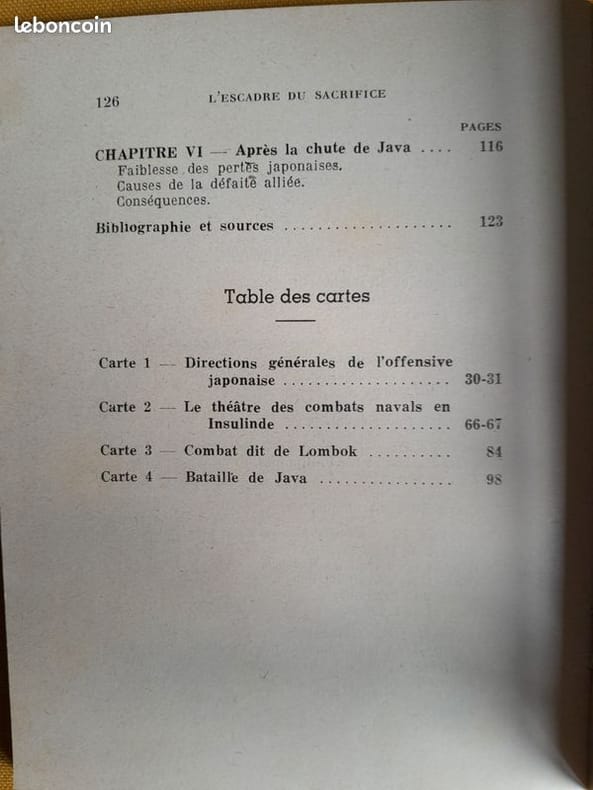 leboncoin
126 L'ESCADRE DU SACRIFICE
PAGES
CHAPITRE VI — Après la chute de Java .... 116
Faiblesse des pertes japonaises.
Causes de la défaite alliée.
Conséquences.
Bibliographie et sources .................... 123
Table des cartes
Carte 1 — Directions générales de l'offensive
japonaise .................... 30-31
Carte 2 — Le théâtre des combats navals en
Insulinde .................... 66-67
Carte 3 — Combat dit de Lombok .......... 84
Carte 4 — Bataille de Java ................ 98